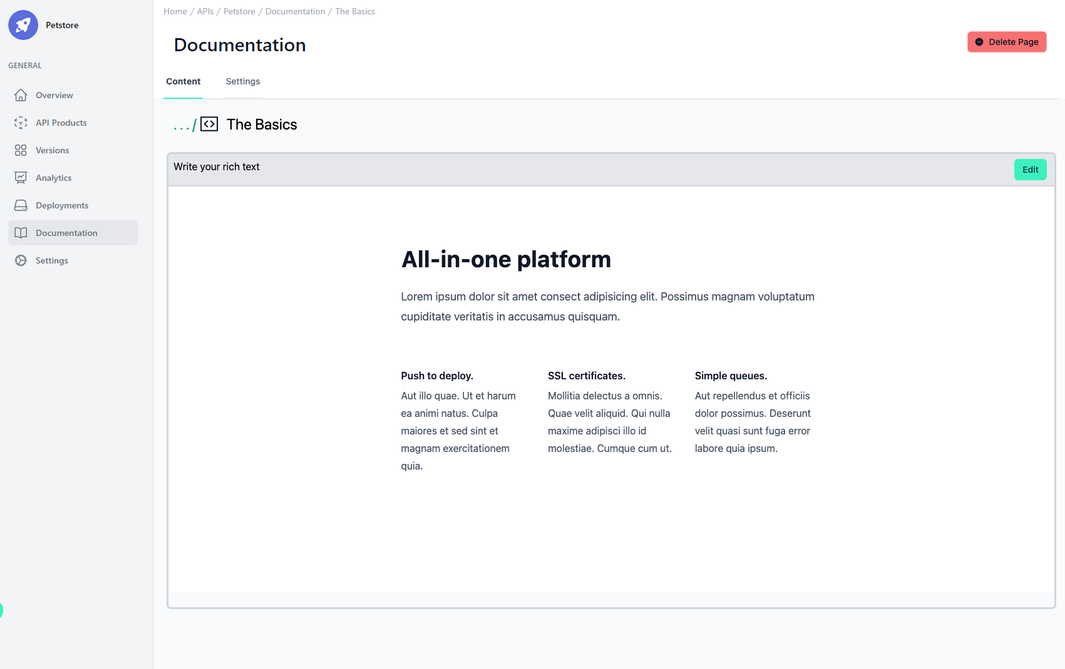 Petstore
GENERAL
Overview
API Products
Versions
Analytics
Deployments
Documentation
Settings
Home / APIs / Petstore / Documentation / The Basics
Documentation
Delete Page
Content
Settings
.../ The Basics
Write your rich text
Edit
All-in-one platform
Lorem ipsum dolor sit amet consect adipisicing elit. Possimus magnam voluptatum
cupiditate veritatis in accusamus quisquam.
Push to deploy.
Aut illo quae. Ut et harum
ea animi natus. Culpa
maiores et sed sint et
magnam exercitationem
quia.
SSL certificates.
Mollitia delectus a omnis.
Quae velit aliquid. Qui nulla
maxime adipisci illo id
molestiae. Cumque cum ut.
Simple queues.
Aut repellendus et officiis
dolor possimus. Deserunt
velit quasi sunt fuga error
labore quia ipsum.